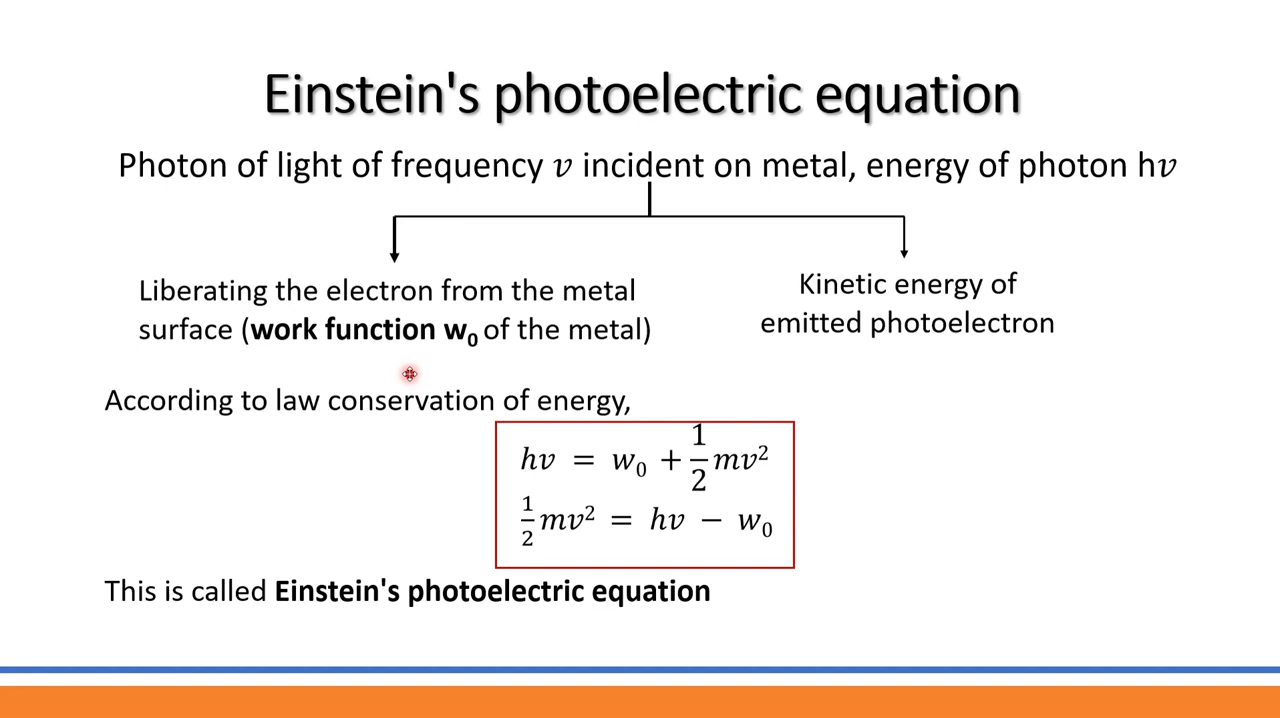 Einstein's photoelectric equation
Photon of light of frequency 𝑣 incident on metal, energy of photon h𝑣
Liberating the electron from the metal
surface (work function w₀ of the metal)
Kinetic energy of
emitted photoelectron
According to law conservation of energy,
ℎ𝑣 = 𝑤₀ + 1/2 𝑚𝑣²
1/2 𝑚𝑣² = ℎ𝑣 − 𝑤₀
This is called Einstein's photoelectric equation